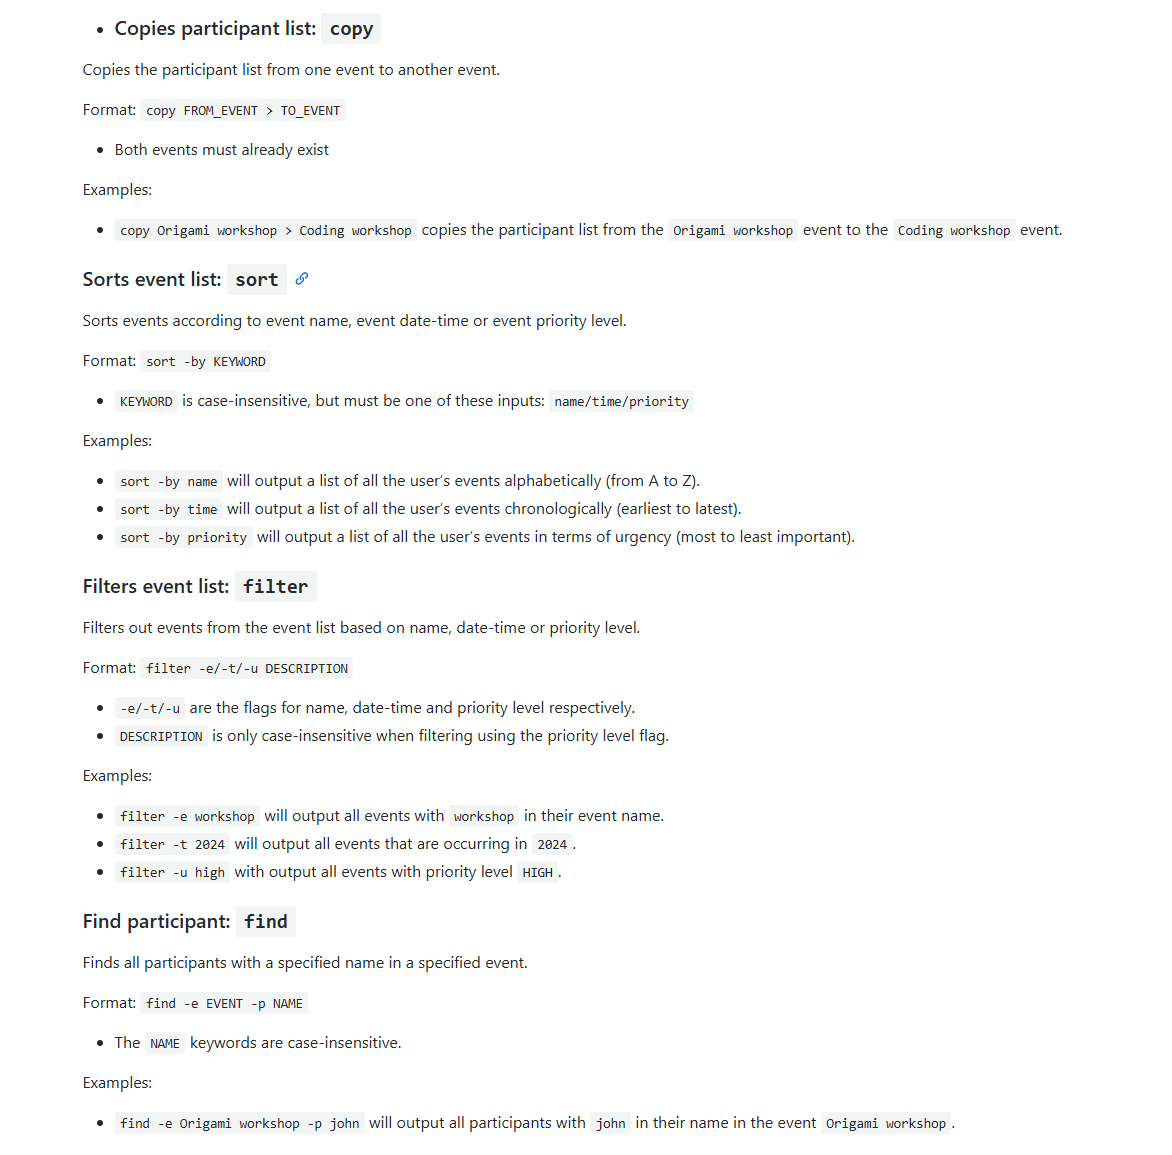 • Copies participant list: copy
Copies the participant list from one event to another event.
Format: copy FROM_EVENT > TO_EVENT
• Both events must already exist
Examples:
• copy Origami workshop > Coding workshop copies the participant list from the Origami workshop event to the Coding workshop event.
Sorts event list: sort
Sorts events according to event name, event date-time or event priority level.
Format: sort -by KEYWORD
• KEYWORD is case-insensitive, but must be one of these inputs: name/time/priority
Examples:
• sort -by name will output a list of all the user’s events alphabetically (from A to Z).
• sort -by time will output a list of all the user’s events chronologically (earliest to latest).
• sort -by priority will output a list of all the user’s events in terms of urgency (most to least important).
Filters event list: filter
Filters out events from the event list based on name, date-time or priority level.
Format: filter -e/-t/-u DESCRIPTION
• -e/-t/-u are the flags for name, date-time and priority level respectively.
• DESCRIPTION is only case-insensitive when filtering using the priority level flag.
Examples:
• filter -e workshop will output all events with workshop in their event name.
• filter -t 2024 will output all events that are occurring in 2024.
• filter -u high with output all events with priority level HIGH.
Find participant: find
Finds all participants with a specified name in a specified event.
Format: find -e EVENT -p NAME
• The NAME keywords are case-insensitive.
Examples:
• find -e Origami workshop -p john will output all participants with john in their name in the event Origami workshop.